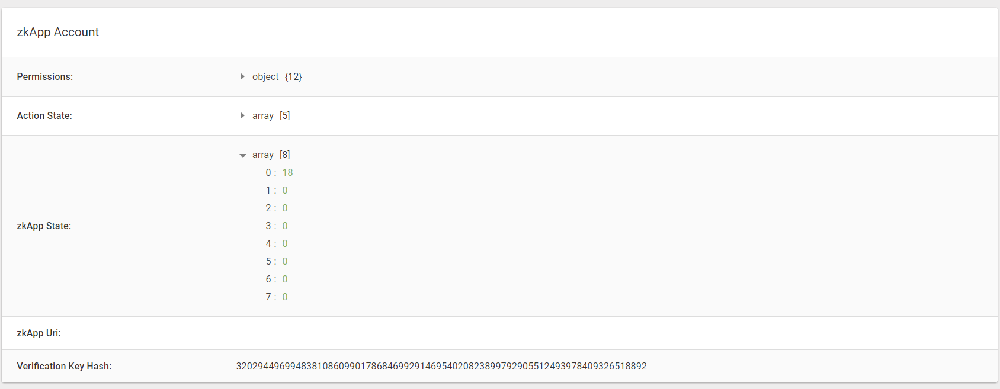 zkApp Account
Permissions: object {12}
Action State: array [5]
zkApp State: array [8]
0 : 18
1 : 0
2 : 0
3 : 0
4 : 0
5 : 0
6 : 0
7 : 0
zkApp Uri:
Verification Key Hash: 3202944969948381086099017868469929146954020823899792905512493978409326518892